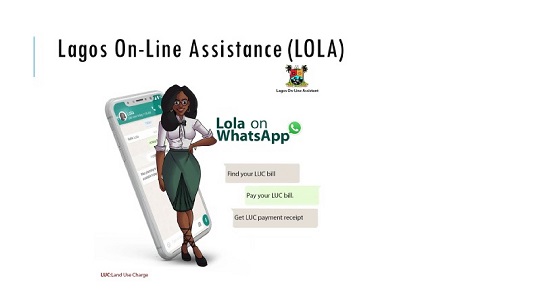 Lagos On-Line Assistance (LOLA)
Lagos On-Line Assistant
Lola on
WhatsApp
Find your LUC bill
Pay your LUC bill.
Get LUC payment receipt
LUC:Land Use Charge